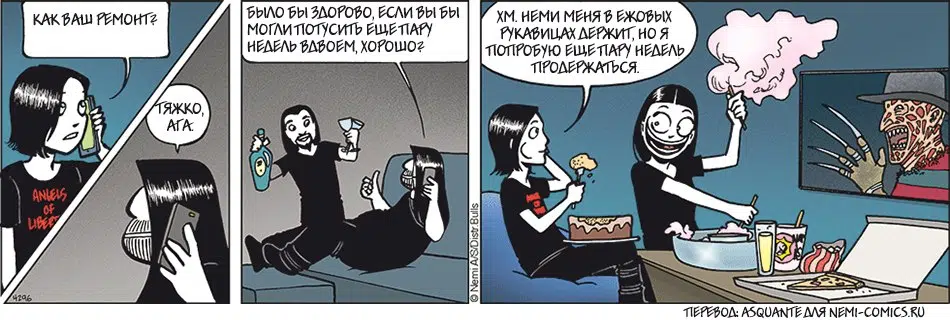 КАК ВАШ РЕМОНТ?
ТЯЖКО,
АГА.
ANGELS
OF
LIBERT
4296
БЫЛО БЫ ЗДОРОВО, ЕСЛИ ВЫ БЫ
МОГЛИ ПОТУСИТЬ ЕЩЕ ПАРУ
НЕДЕЛЬ ВДВОЕМ, ХОРОШО?
© Nemi A/S/Distr.Bulls
ХМ. НЕМИ МЕНЯ В ЕЖОВЫХ
РУКАВИЦАХ ДЕРЖИТ, НО Я
ПОПРОБУЮ ЕЩЕ ПАРУ НЕДЕЛЬ
ПРОДЕРЖАТЬСЯ.
ПЕРЕВОД: ASQUANTE ДЛЯ NEMI-COMICS.RU